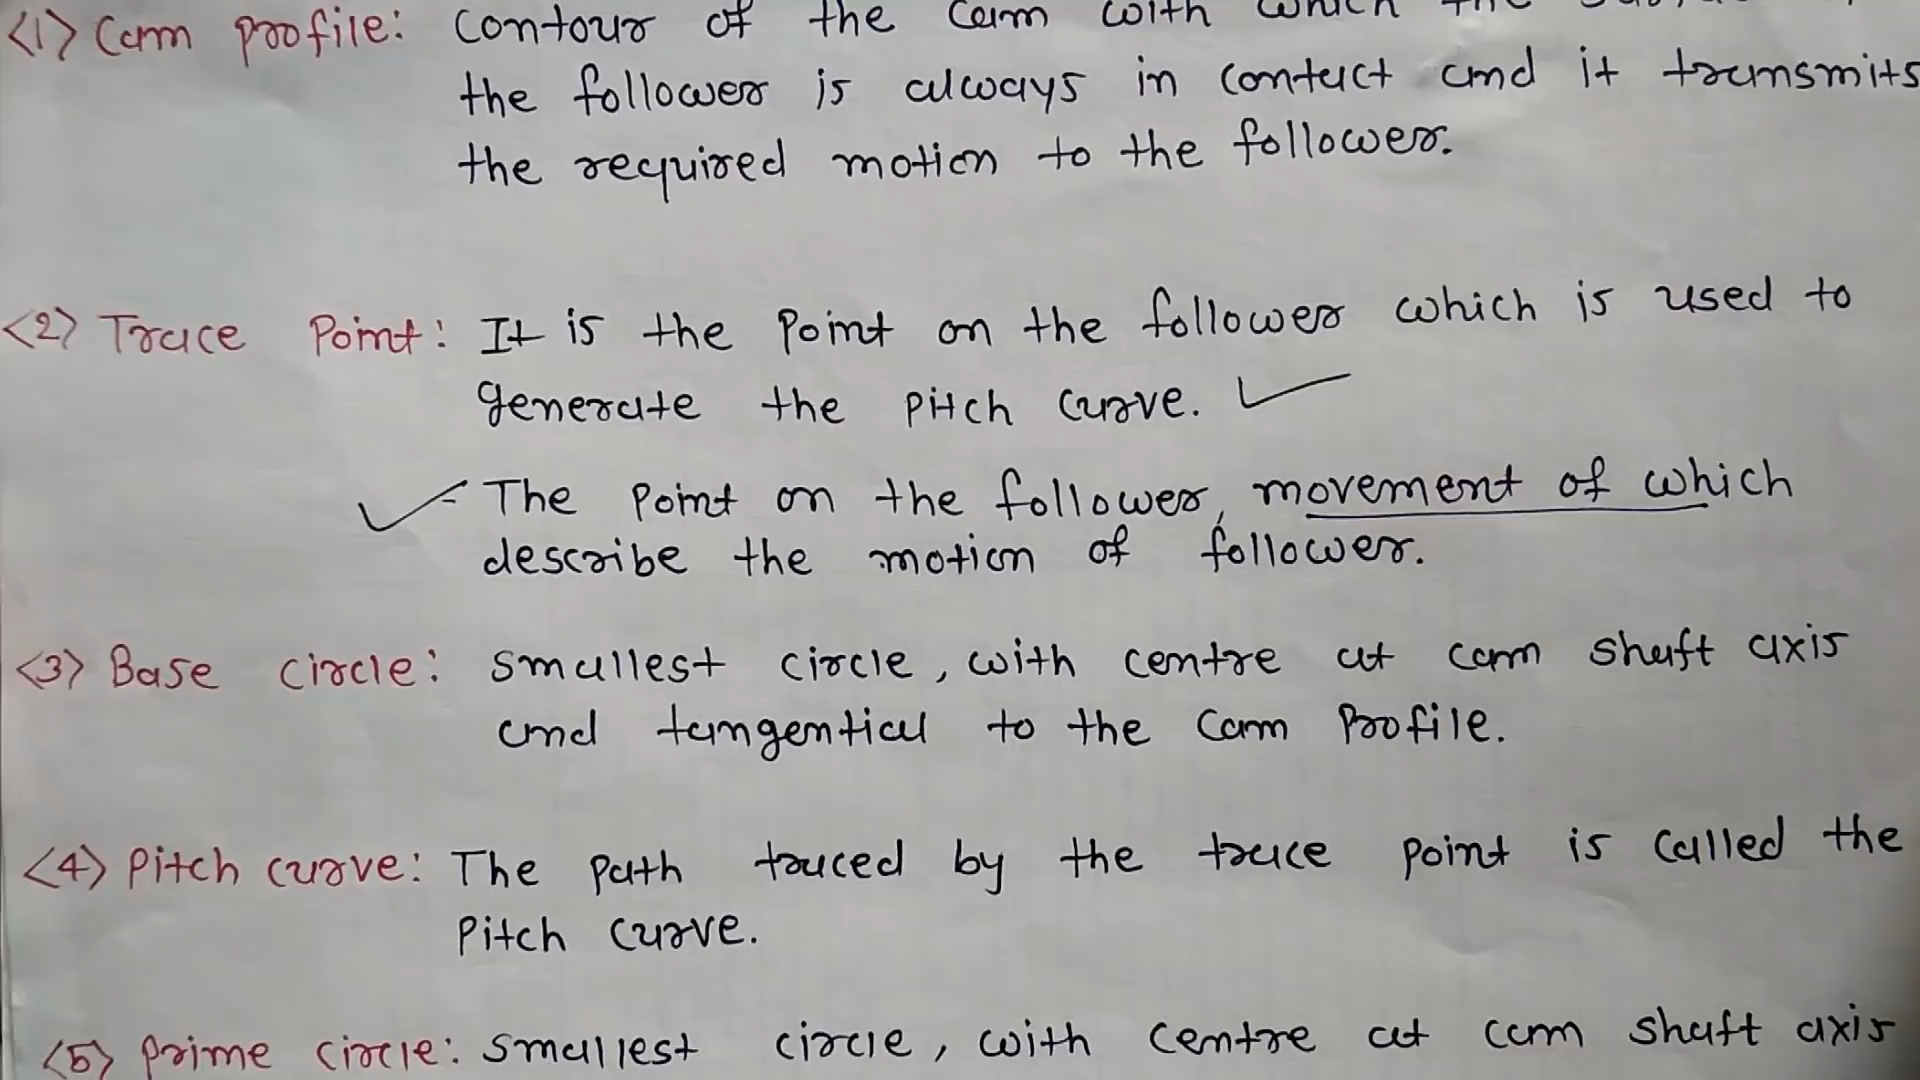 <1> Cam profile: Contour of the cam with which the
the follower is always in contact and it transmits
the required motion to the follower.
<2> Trace Point: It is the Point on the follower which is used to
generate the pitch curve.
- The Point on the follower, movement of which
describe the motion of follower.
<3> Base circle: smallest circle, with centre at cam shaft axis
and tangential to the Cam Profile.
<4> Pitch curve: The path traced by the trace point is called the
Pitch curve.
<5> prime circle: smallest circle, with centre at cam shaft axis